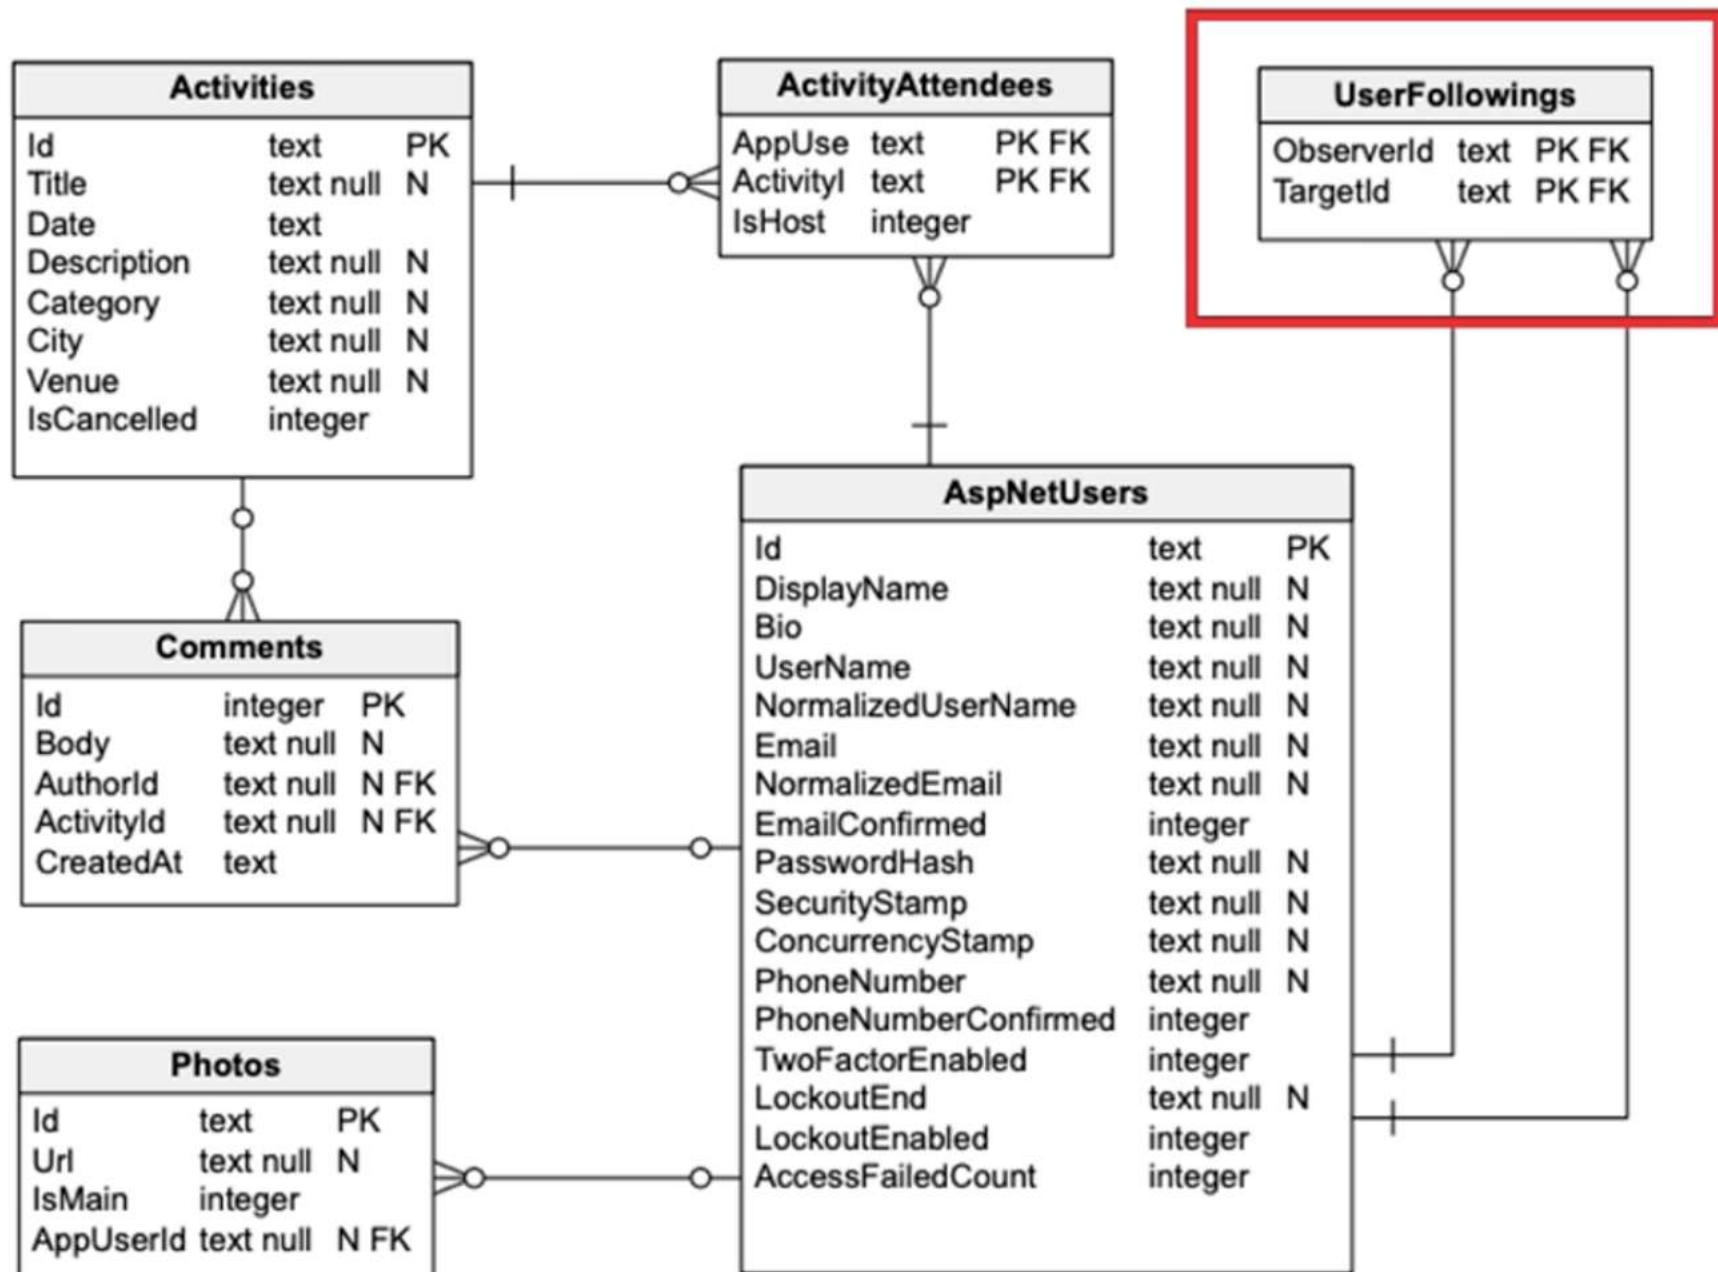 Activities
Id text PK
Title text null N
Date text
Description text null N
Category text null N
City text null N
Venue text null N
IsCancelled integer
ActivityAttendees
AppUse text PK FK
ActivityI text PK FK
IsHost integer
UserFollowings
ObserverId text PK FK
TargetId text PK FK
Comments
Id integer PK
Body text null N
AuthorId text null N FK
ActivityId text null N FK
CreatedAt text
AspNetUsers
Id text PK
DisplayName text null N
Bio text null N
UserName text null N
NormalizedUserName text null N
Email text null N
NormalizedEmail text null N
EmailConfirmed integer
PasswordHash text null N
SecurityStamp text null N
ConcurrencyStamp text null N
PhoneNumber text null N
PhoneNumberConfirmed integer
TwoFactorEnabled integer
LockoutEnd text null N
LockoutEnabled integer
AccessFailedCount integer
Photos
Id text PK
Url text null N
IsMain integer
AppUserId text null N FK